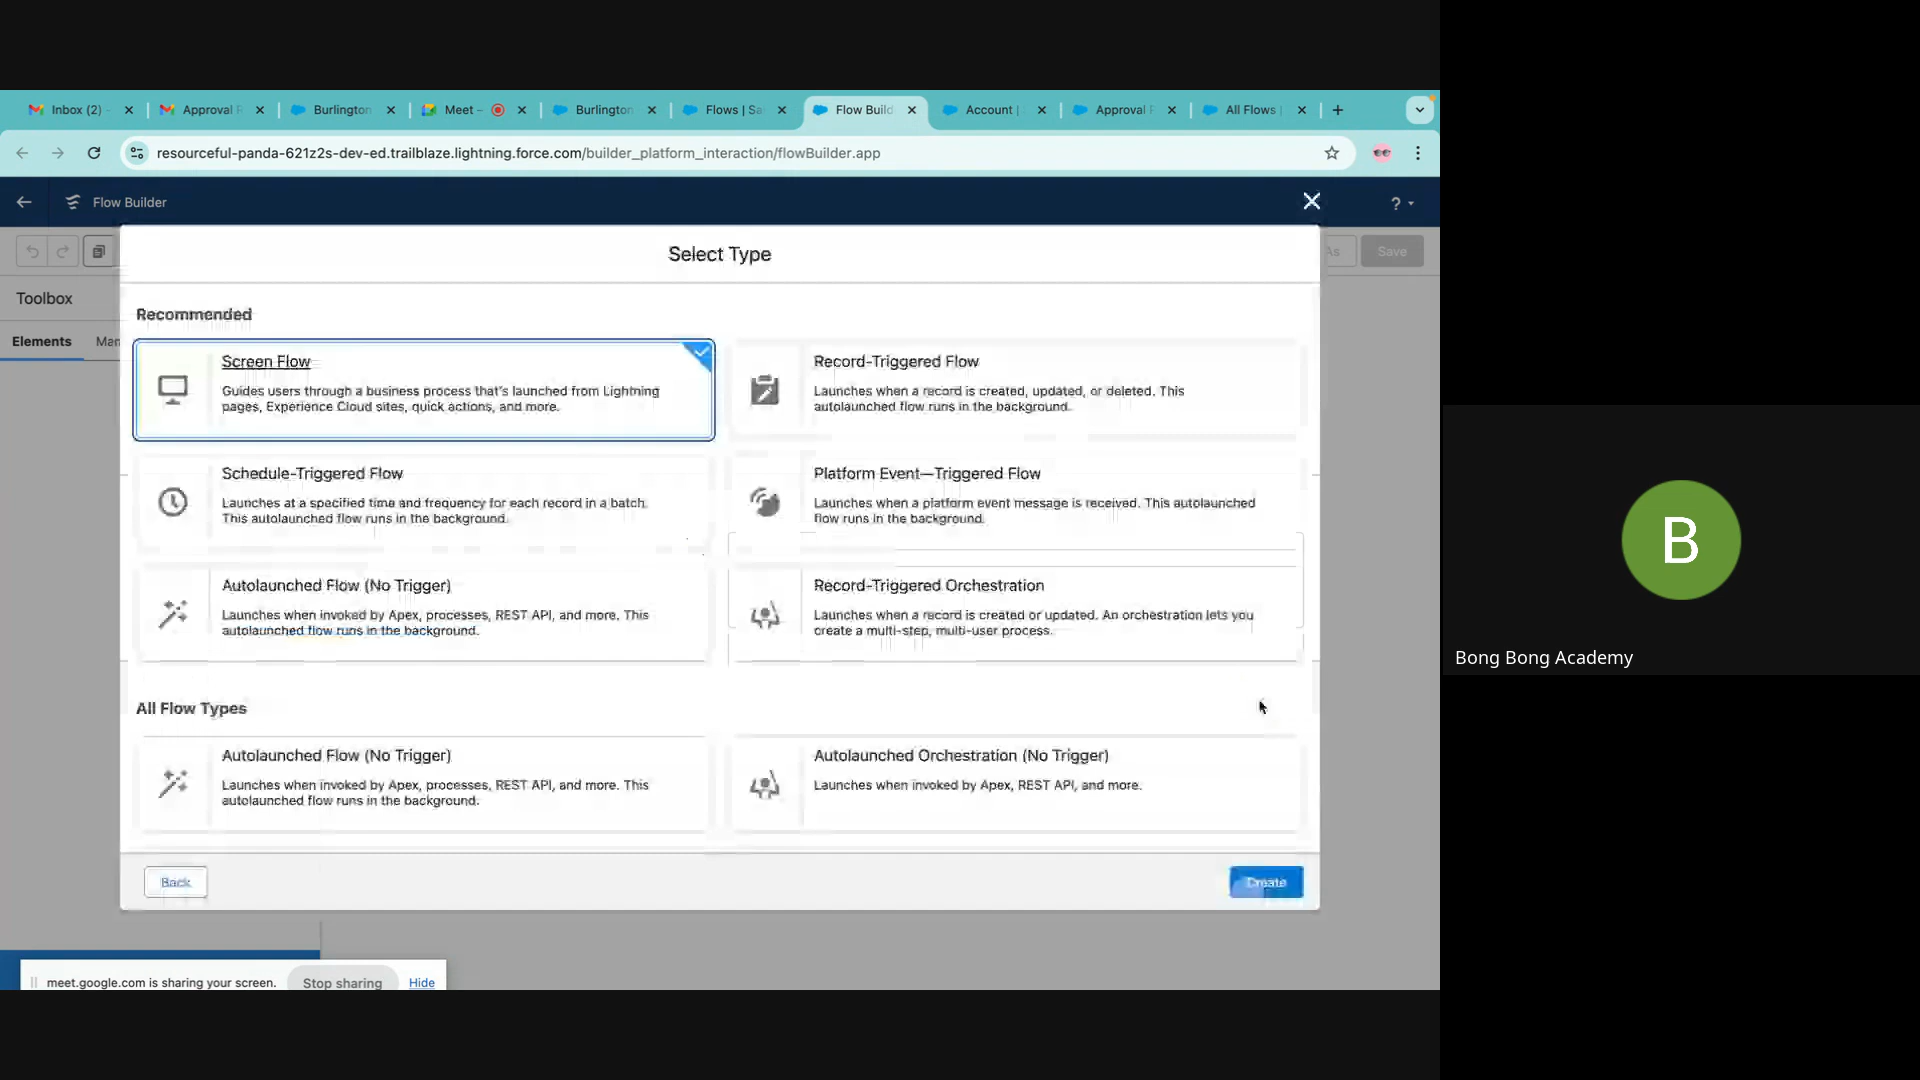 Inbox (2) -
Approval F
Burlington
Meet –
Burlington
Flows | Sa
Flow Build
Account |
Approval F
All Flows |
resourceful-panda-621z2s-dev-ed.trailblaze.lightning.force.com/builder_platform_interaction/flowBuilder.app
Flow Builder
?
As
Save
Toolbox
Elements
Man
Select Type
Recommended
Screen Flow
Guides users through a business process that's launched from Lightning
pages, Experience Cloud sites, quick actions, and more.
Record-Triggered Flow
Launches when a record is created, updated, or deleted. This
autolaunched flow runs in the background.
Schedule-Triggered Flow
Launches at a specified time and frequency for each record in a batch.
This autolaunched flow runs in the background.
Platform Event—Triggered Flow
Launches when a platform event message is received. This autolaunched
flow runs in the background.
Autolaunched Flow (No Trigger)
Launches when invoked by Apex, processes, REST API, and more. This
autolaunched flow runs in the background.
Record-Triggered Orchestration
Launches when a record is created or updated. An orchestration lets you
create a multi-step, multi-user process.
All Flow Types
Autolaunched Flow (No Trigger)
Launches when invoked by Apex, processes, REST API, and more. This
autolaunched flow runs in the background.
Autolaunched Orchestration (No Trigger)
Launches when invoked by Apex, REST API, and more.
Back
Create
meet.google.com is sharing your screen.
Stop sharing
Hide
B
Bong Bong Academy